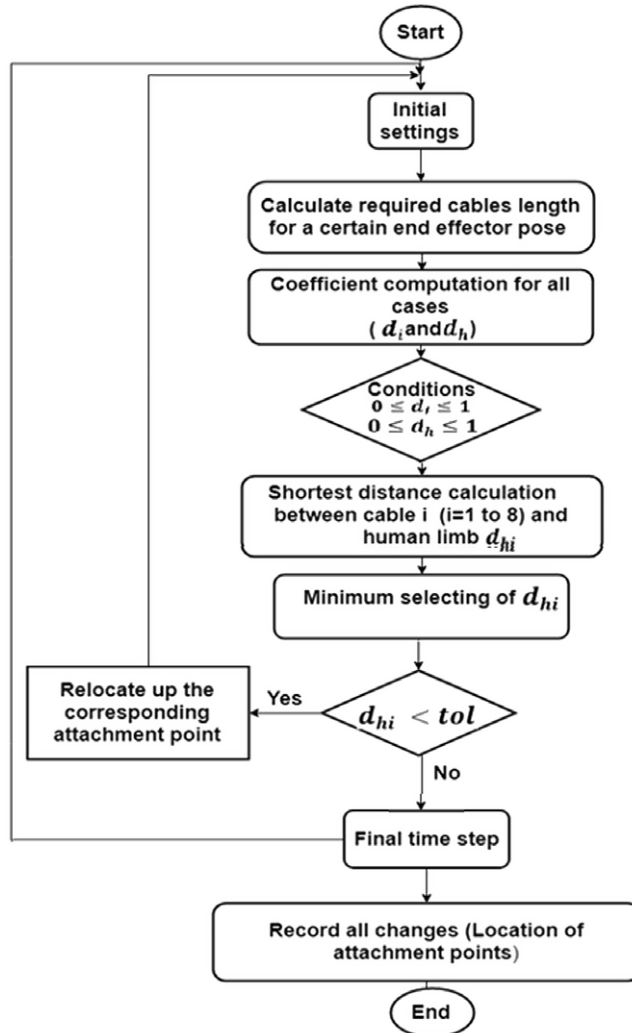 Start
Initial
settings
Calculate required cables length
for a certain end effector pose
Coefficient computation for all
cases
( d_i and d_h)
Conditions
0 ≤ d_i ≤ 1
0 ≤ d_h ≤ 1
Shortest distance calculation
between cable i (i=1 to 8) and
human limb d_hi
Minimum selecting of d_hi
Relocate up the
corresponding
attachment point
Yes
d_hi < tol
No
Final time step
Record all changes (Location of
attachment points)
End